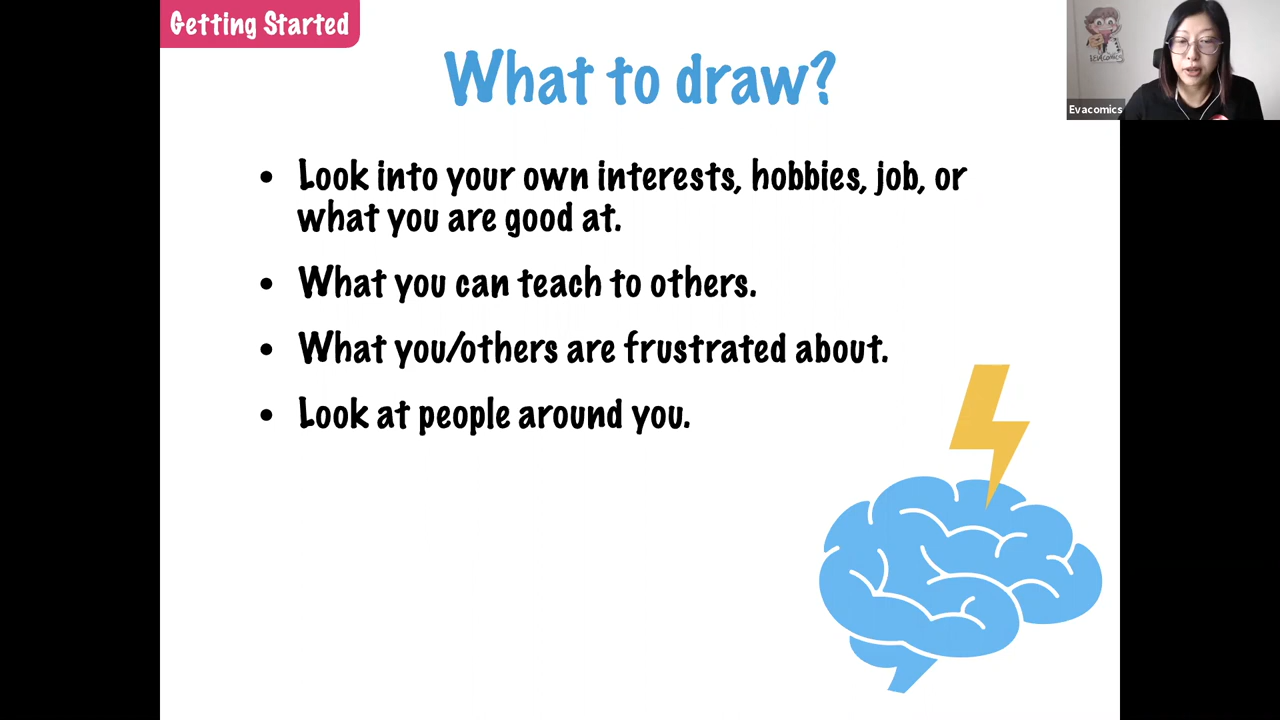 Getting Started
What to draw?
• Look into your own interests, hobbies, job, or
what you are good at.
• What you can teach to others.
• What you/others are frustrated about.
• Look at people around you.
Evacomics